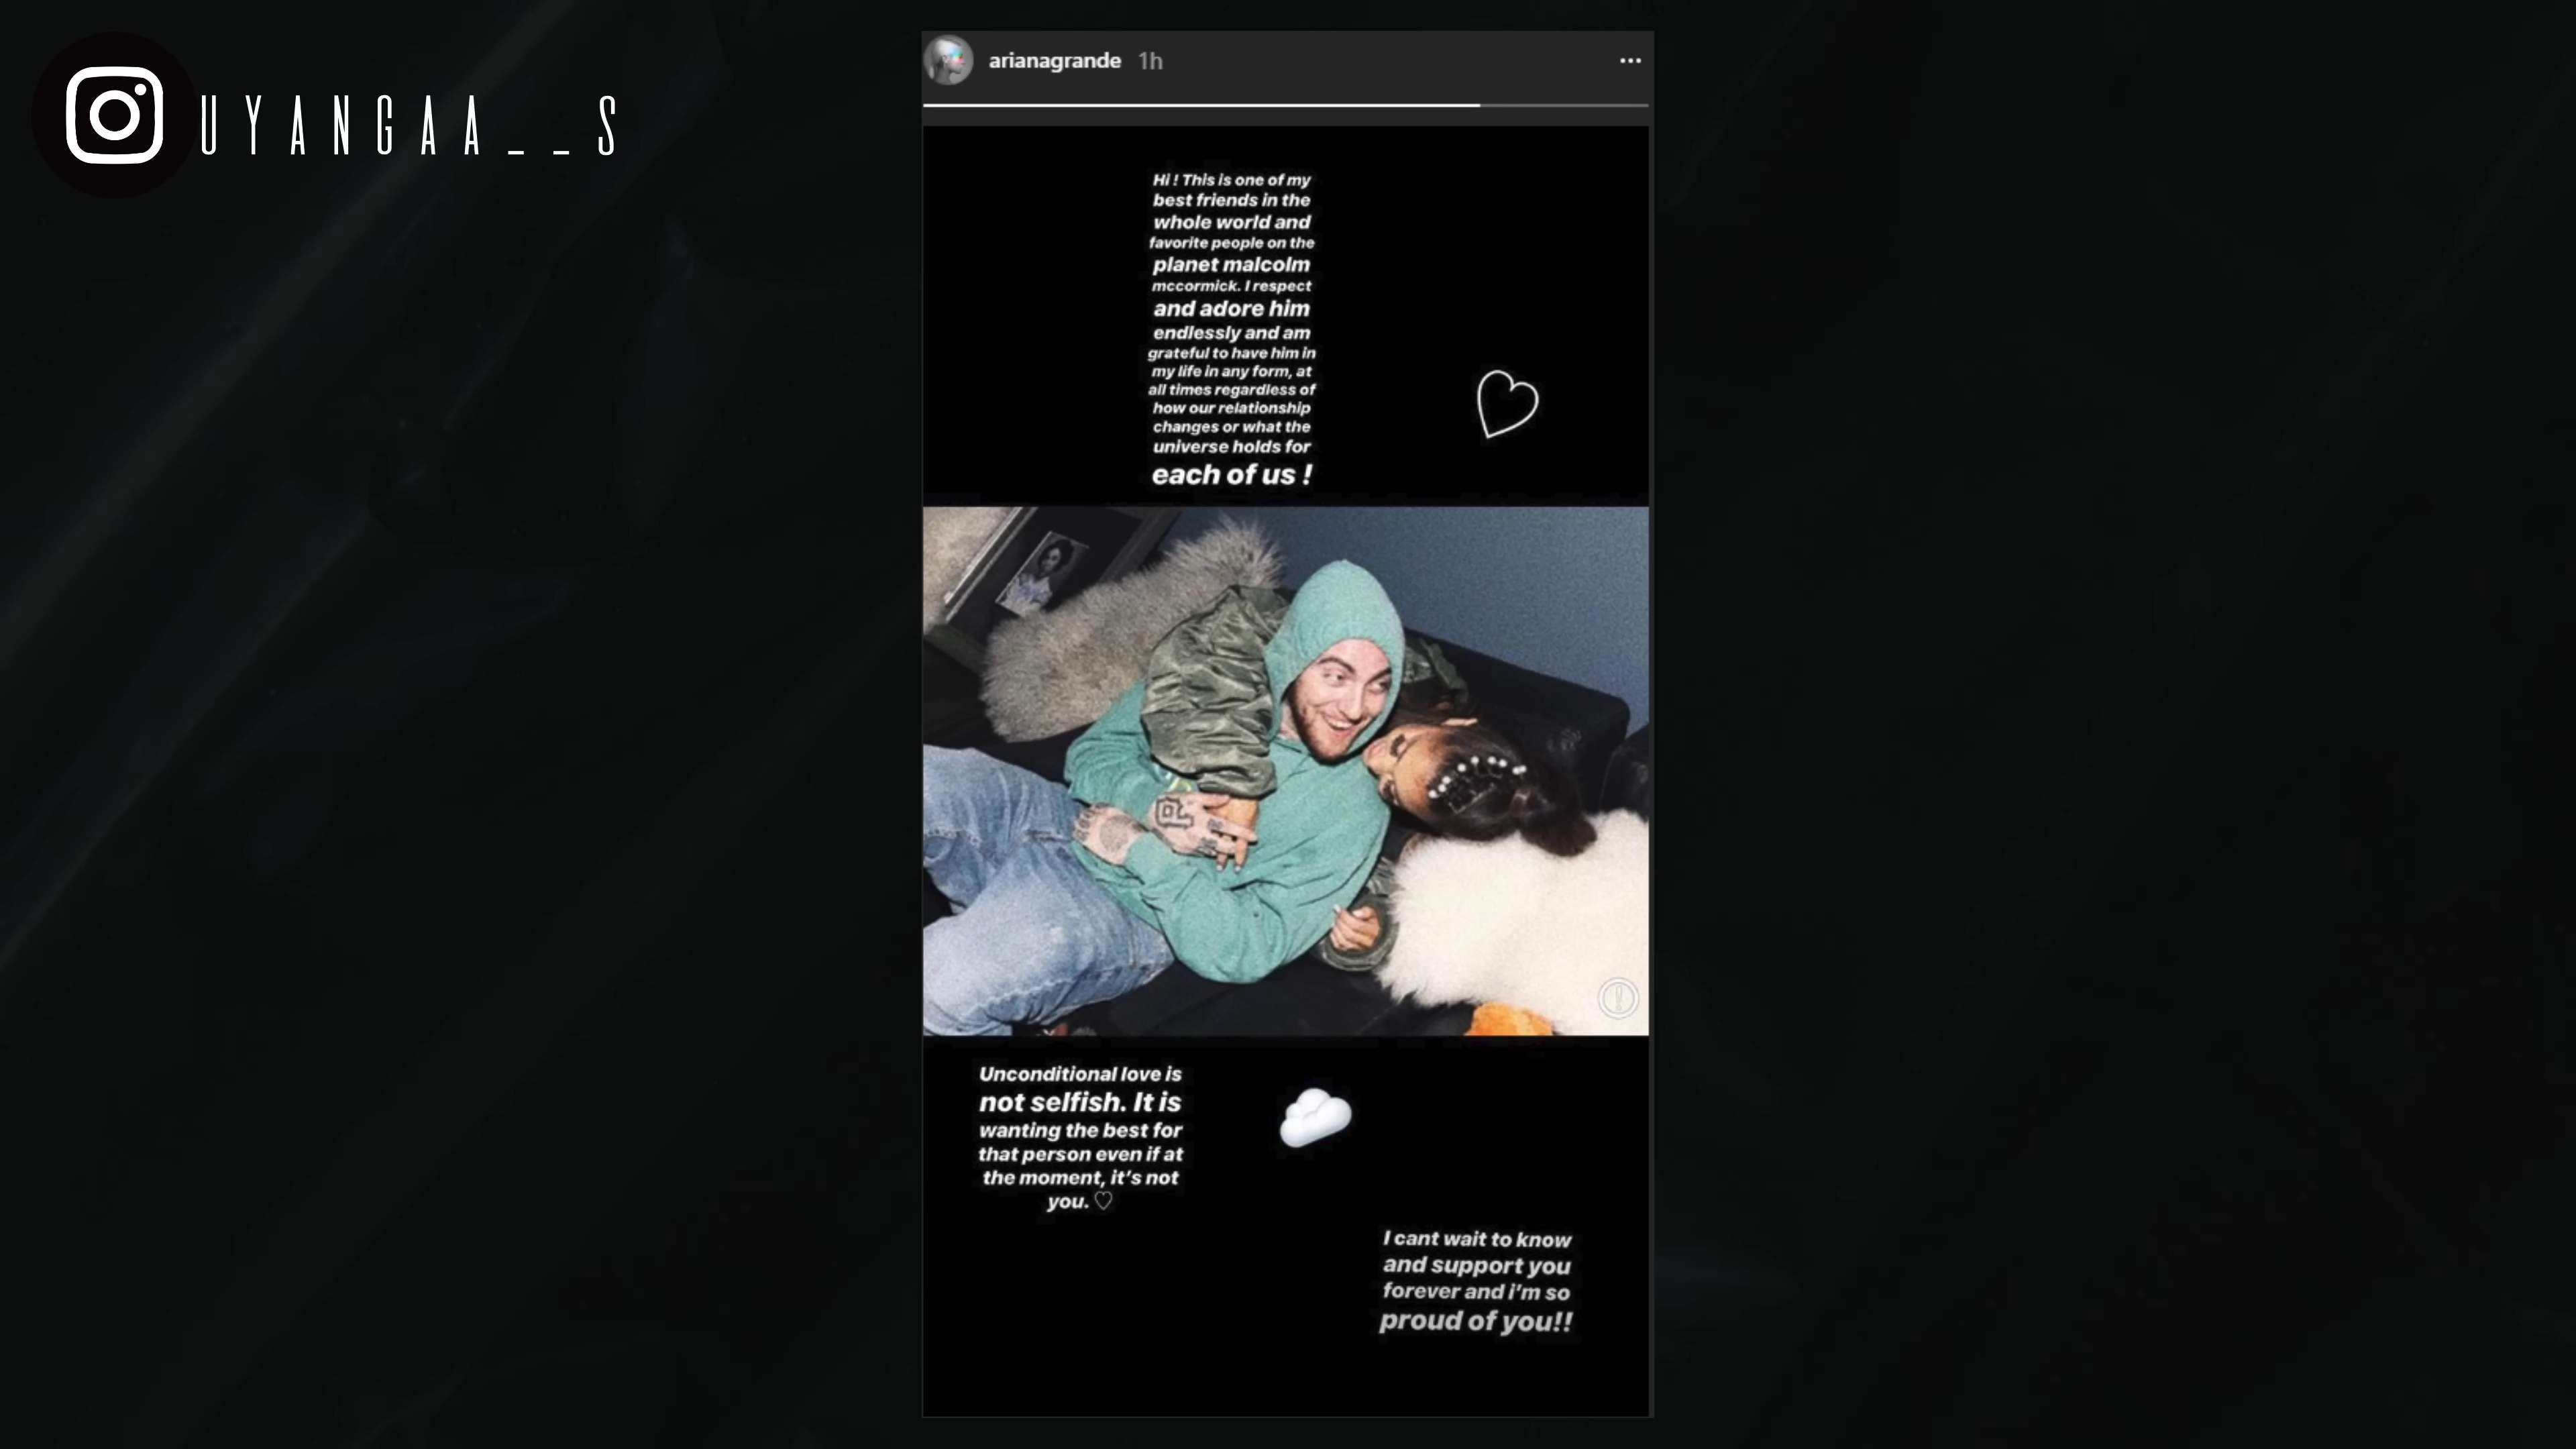 UYANGAA__S
arianagrande 1h
Hi ! This is one of my
best friends in the
whole world and
favorite people on the
planet malcolm
mccormick. I respect
and adore him
endlessly and am
grateful to have him in
my life in any form, at
all times regardless of
how our relationship
changes or what the
universe holds for
each of us !
Unconditional love is
not selfish. It is
wanting the best for
that person even if at
the moment, it's not
you. ♡
I cant wait to know
and support you
forever and i'm so
proud of you!!